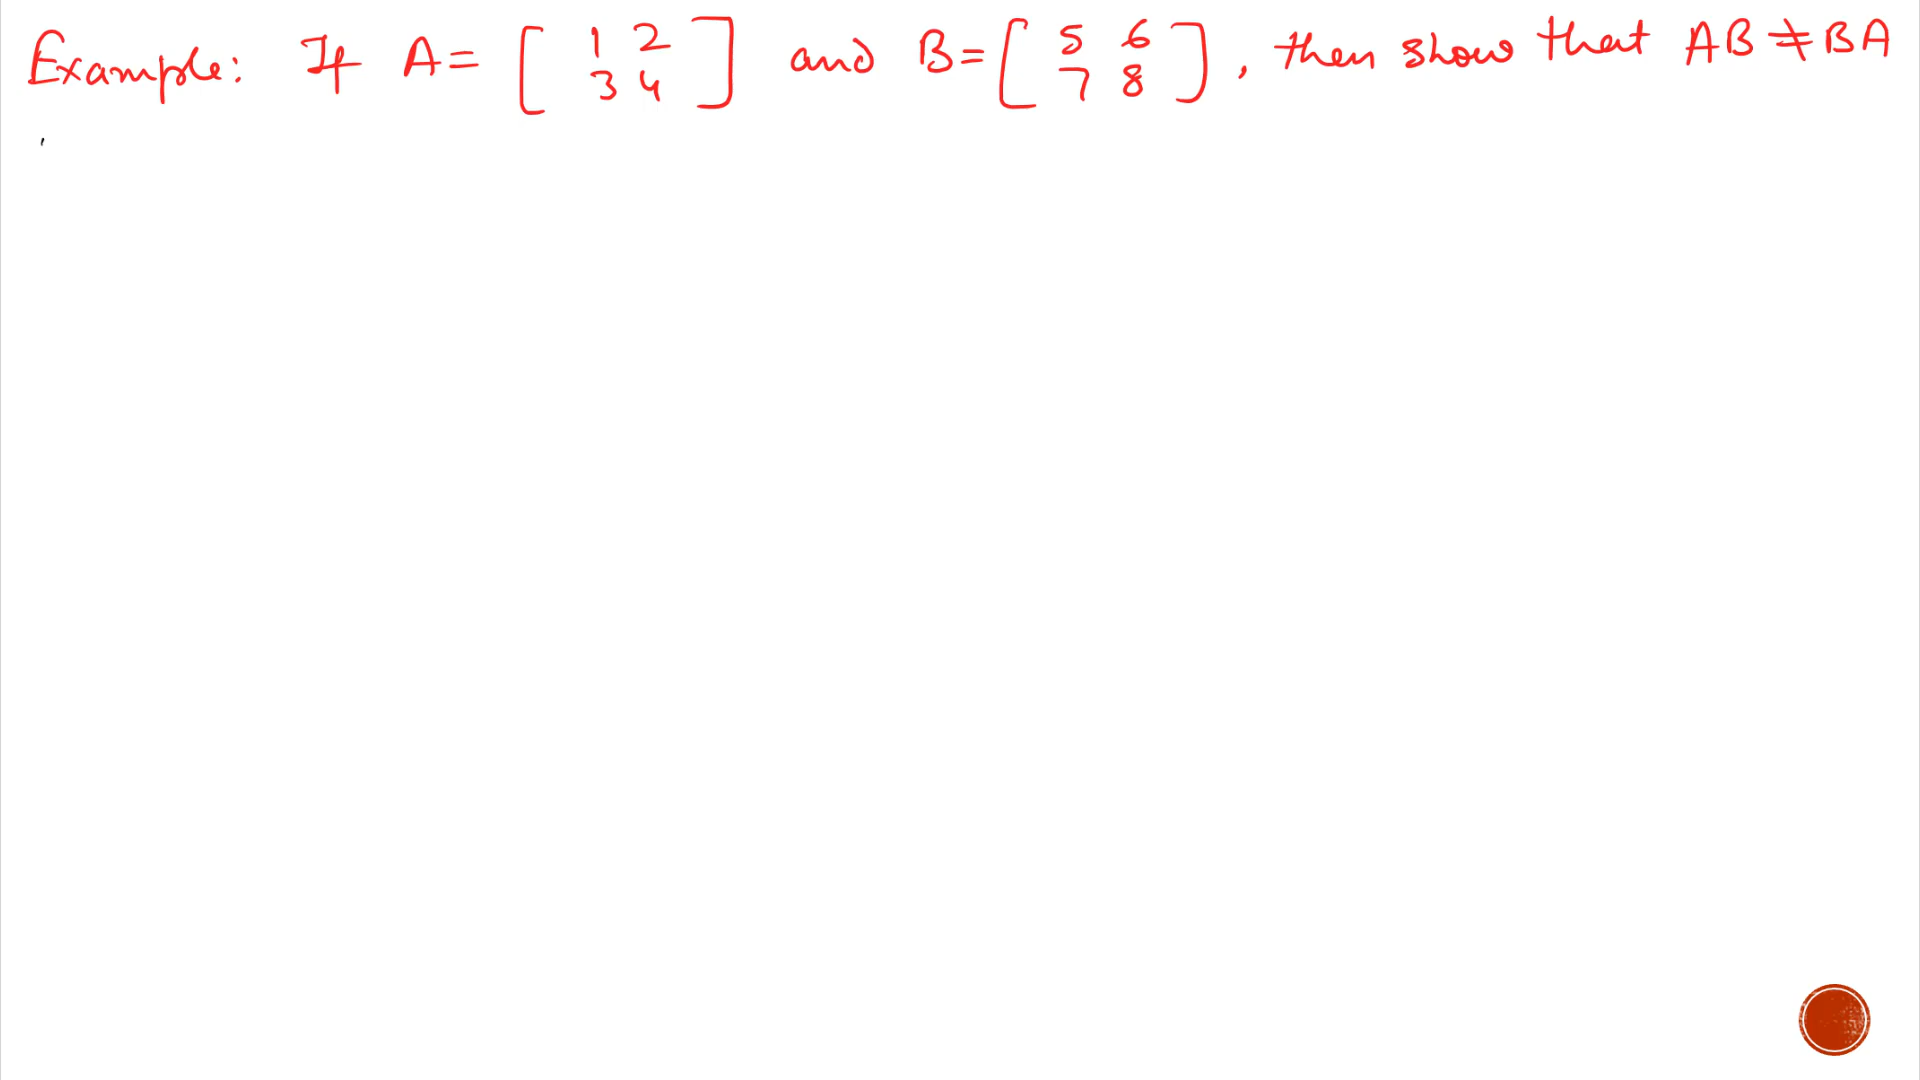 Example: If A = [ 1 2 ] and B = [ 5 6 ], then show that AB ≠ BA
3 4 7 8